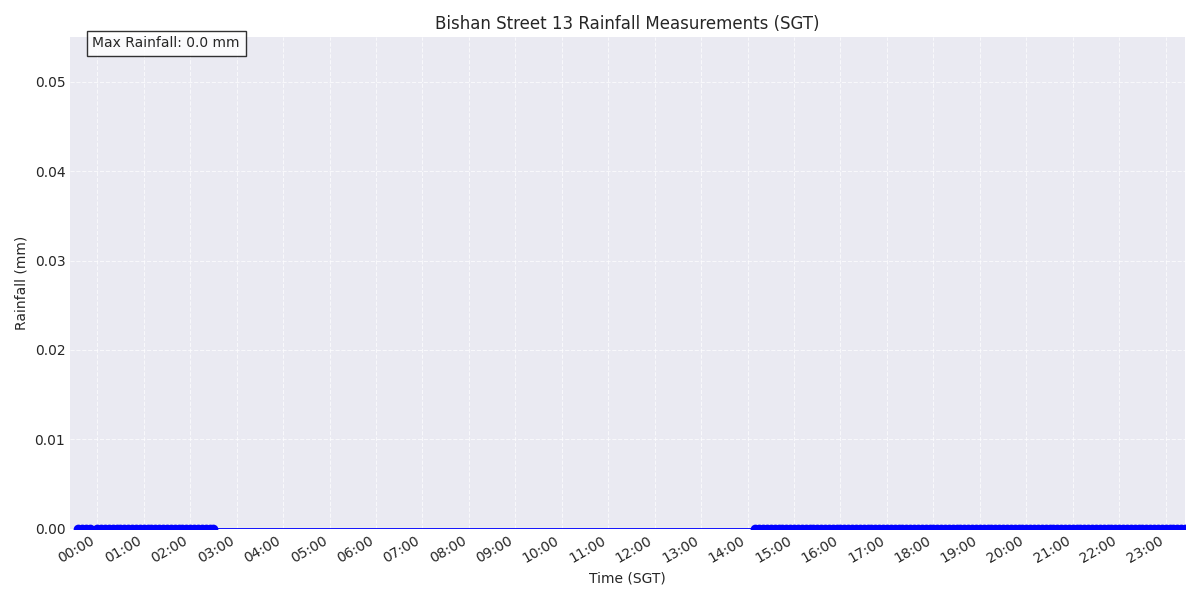 Bishan Street 13 Rainfall Measurements (SGT)
Max Rainfall: 0.0 mm
Rainfall (mm)
0.05
0.04
0.03
0.02
0.01
0.00
00:00 01:00 02:00 03:00 04:00 05:00 06:00 07:00 08:00 09:00 10:00 11:00 12:00 13:00 14:00 15:00 16:00 17:00 18:00 19:00 20:00 21:00 22:00 23:00
Time (SGT)